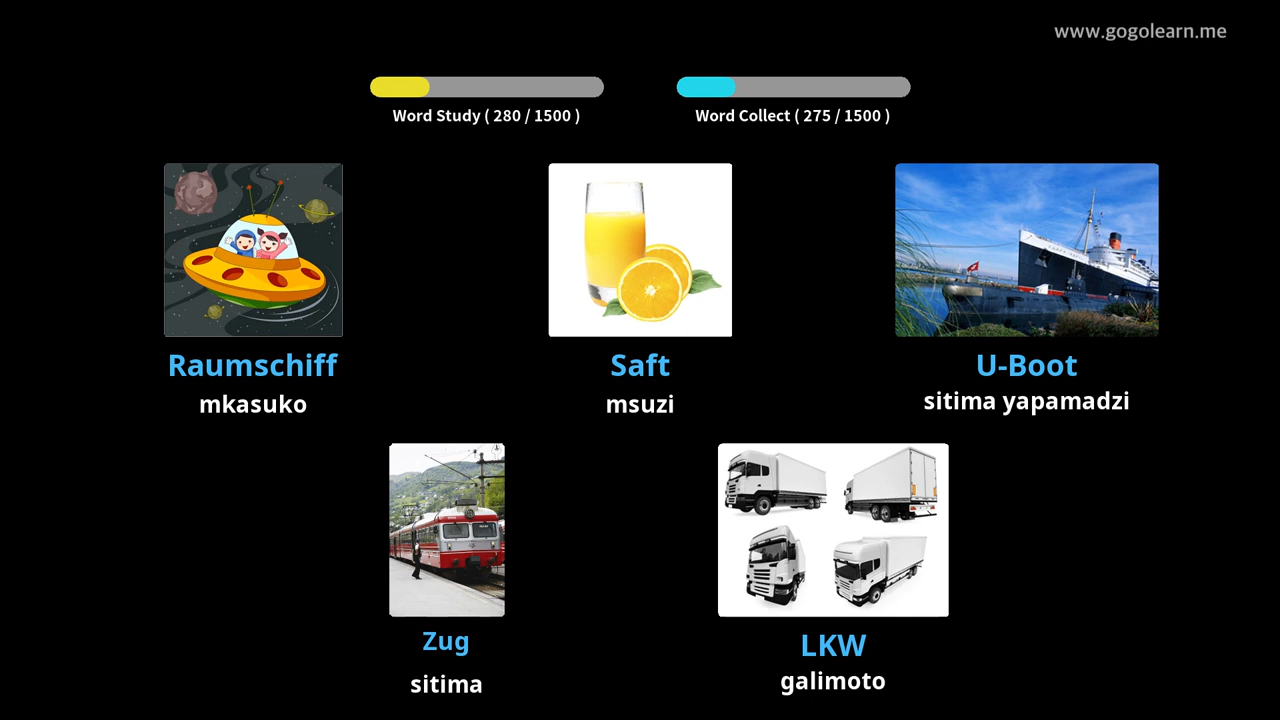 www.gogolearn.me
Word Study ( 280 / 1500 )
Word Collect ( 275 / 1500 )
Raumschiff
mkasuko
Saft
msuzi
U-Boot
sitima yapamadzi
Zug
sitima
LKW
galimoto